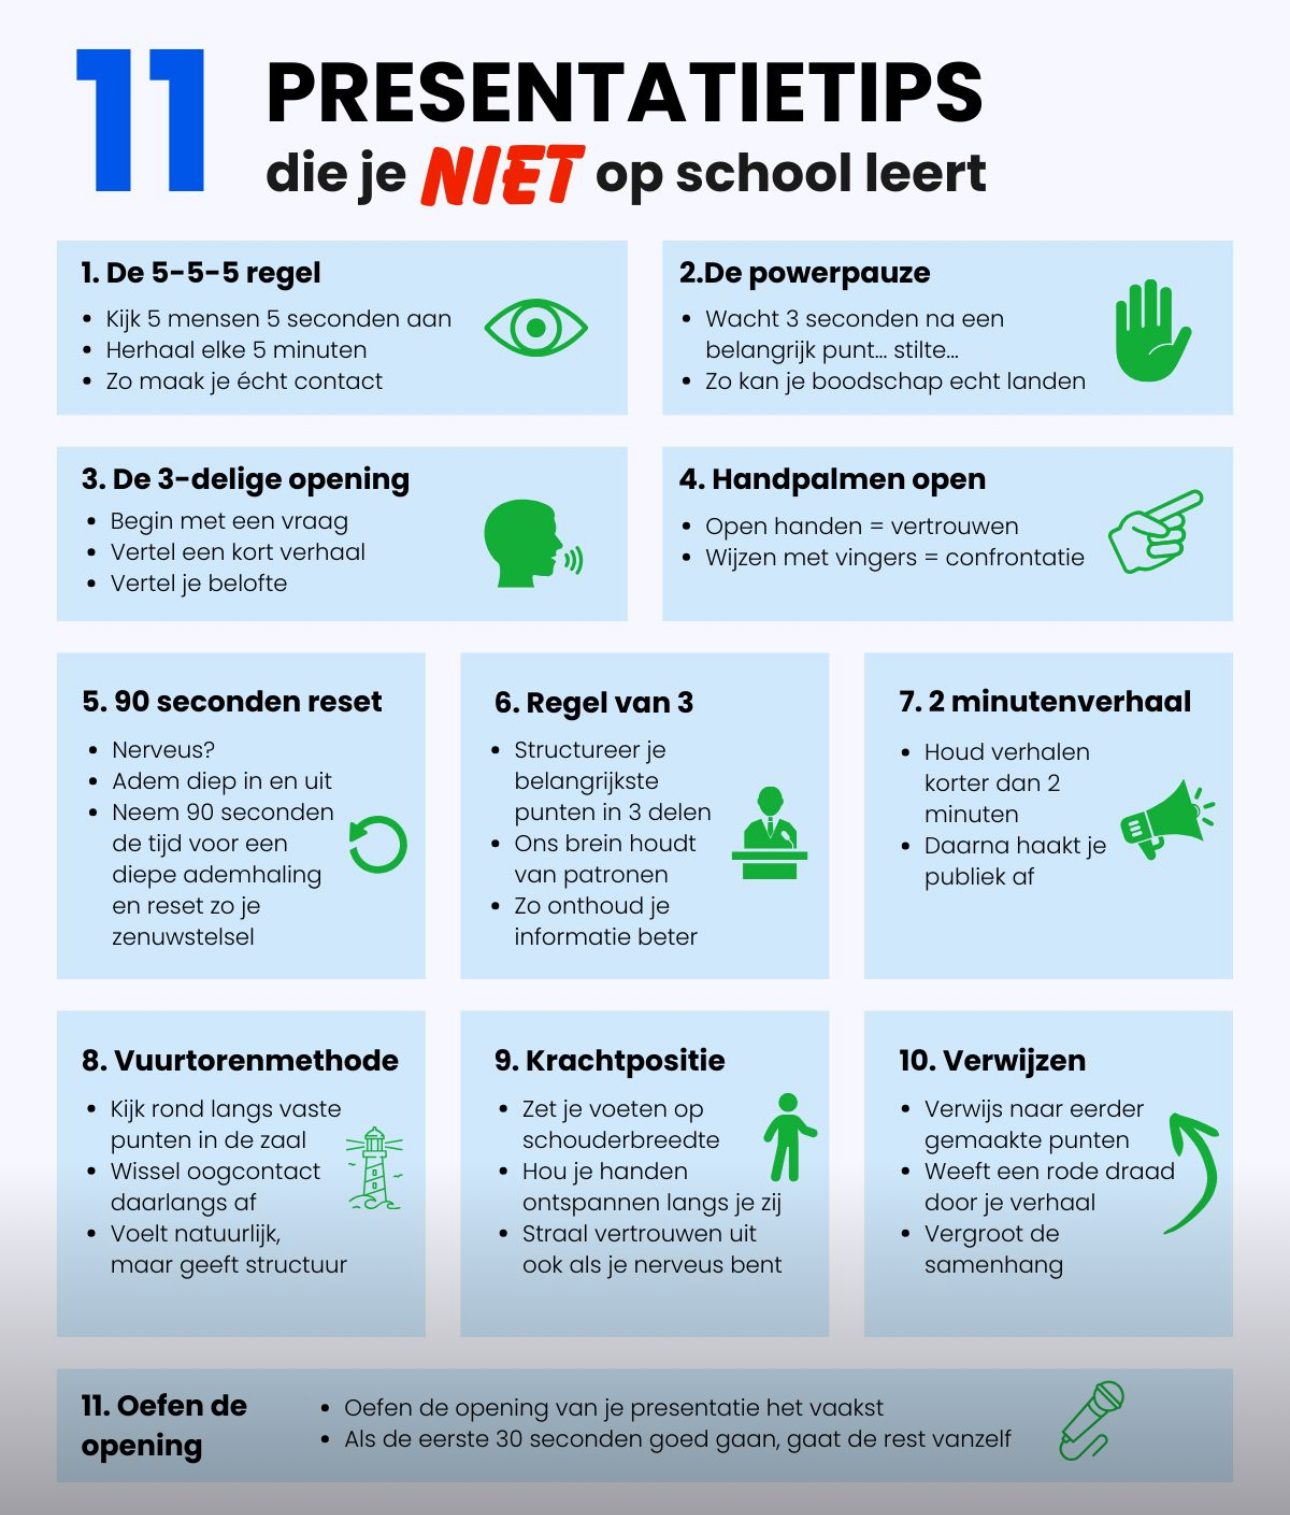 11 PRESENTATIETIPS
die je NIET op school leert
1. De 5-5-5 regel
• Kijk 5 mensen 5 seconden aan
• Herhaal elke 5 minuten
• Zo maak je écht contact
2.De powerpauze
• Wacht 3 seconden na een
belangrijk punt... stilte...
• Zo kan je boodschap echt landen
3. De 3-delige opening
• Begin met een vraag
• Vertel een kort verhaal
• Vertel je belofte
4. Handpalmen open
• Open handen = vertrouwen
• Wijzen met vingers = confrontatie
5. 90 seconden reset
• Nerveus?
• Adem diep in en uit
• Neem 90 seconden
de tijd voor een
diepe ademhaling
en reset zo je
zenuwstelsel
6. Regel van 3
• Structureer je
belangrijkste
punten in 3 delen
• Ons brein houdt
van patronen
• Zo onthoud je
informatie beter
7. 2 minutenverhaal
• Houd verhalen
korter dan 2
minuten
• Daarna haakt je
publiek af
8. Vuurtorenmethode
• Kijk rond langs vaste
punten in de zaal
• Wissel oogcontact
daarlangs af
• Voelt natuurlijk,
maar geeft structuur
9. Krachtpositie
• Zet je voeten op
schouderbreedte
• Hou je handen
ontspannen langs je zij
• Straal vertrouwen uit
ook als je nerveus bent
10. Verwijzen
• Verwijs naar eerder
gemaakte punten
• Weeft een rode draad
door je verhaal
• Vergroot de
samenhang
11. Oefen de
opening
• Oefen de opening van je presentatie het vaakst
• Als de eerste 30 seconden goed gaan, gaat de rest vanzelf